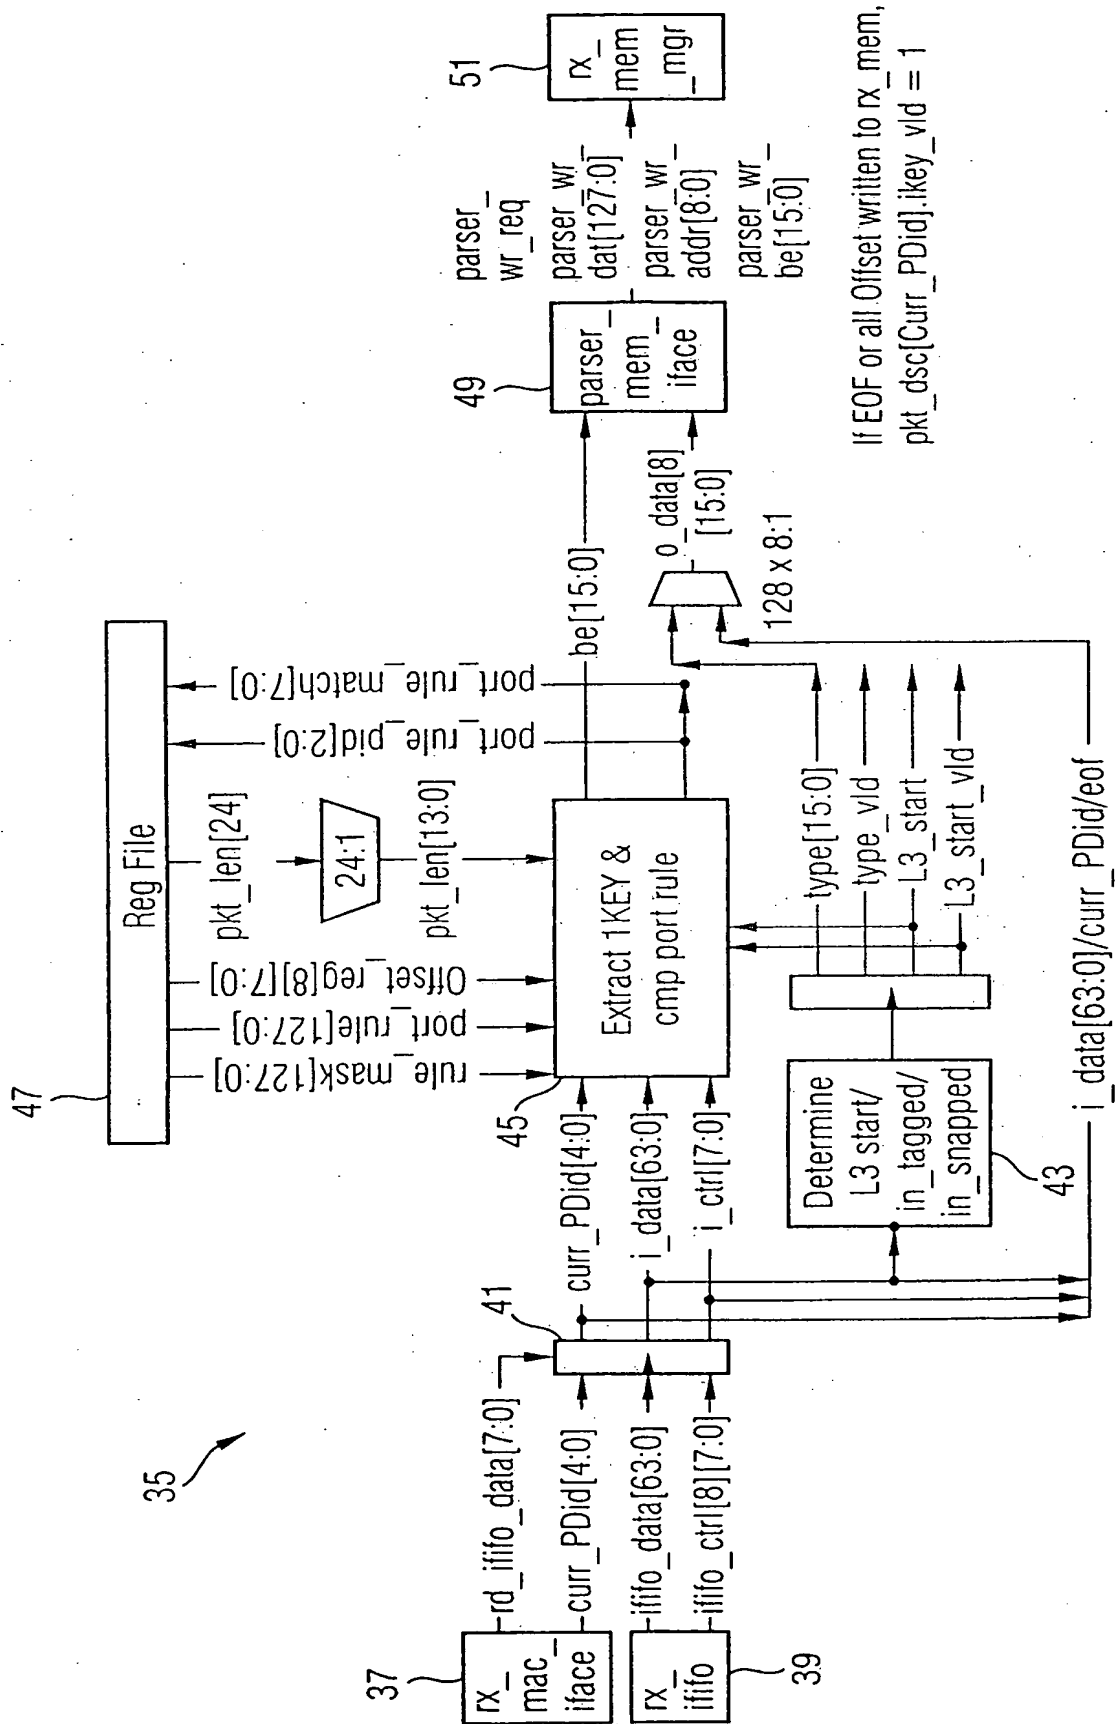 35
47
Reg File
rule_mask[127:0]
port_rule[127:0]
Offset_reg[8][7:0]
pkt_len[24]
24:1
pkt_len[13:0]
port_rule_pid[2:0]
port_rule_match[7:0]
37
rx_
mac_
iface
rd_ififo_data[7:0]
curr_PDid[4:0]
rx_
ififo
39
ififo_data[63:0]
ififo_ctrl[8][7:0]
41
curr_PDid[4:0]
i_data[63:0]
i_ctrl[7:0]
45
Extract 1KEY &
cmp port rule
be[15:0]
Determine
L3 start/
in_tagged/
in_snapped
43
type[15:0]
type_vld
L3_start
L3_start_vld
i_data[63:0]/curr_PDid/eof
128 x 8:1
o_data[8]
[15:0]
49
parser_
mem_
iface
parser_
wr_req
parser_wr_
dat[127:0]
parser_wr_
addr[8:0]
parser_wr_
be[15:0]
51
rx_
mem
_mgr
If EOF or all Offset written to rx_mem,
pkt_dsc[Curr_PDid].ikey_vld = 1